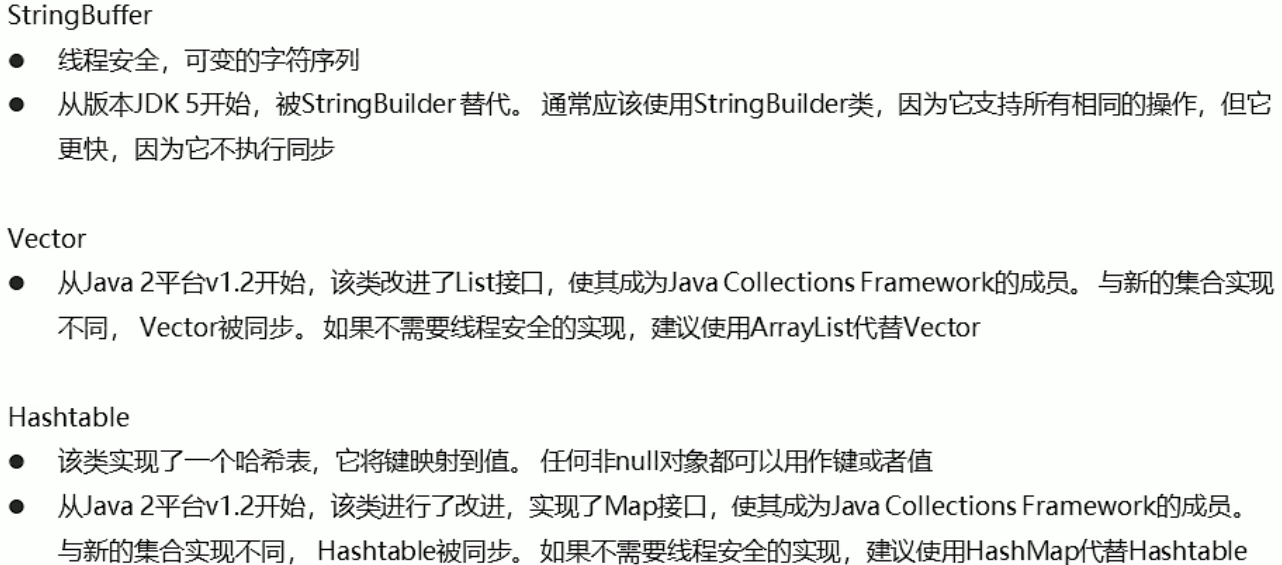 StringBuffer
● 线程安全，可变的字符序列
● 从版本JDK 5开始，被StringBuilder 替代。 通常应该使用StringBuilder类，因为它支持所有相同的操作，但它
更快，因为它不执行同步
Vector
● 从Java 2平台v1.2开始，该类改进了List接口，使其成为Java Collections Framework的成员。 与新的集合实现
不同， Vector被同步。 如果不需要线程安全的实现，建议使用ArrayList代替Vector
Hashtable
● 该类实现了一个哈希表，它将键映射到值。 任何非null对象都可以用作键或者值
● 从Java 2平台v1.2开始，该类进行了改进，实现了Map接口，使其成为Java Collections Framework的成员。
与新的集合实现不同， Hashtable被同步。 如果不需要线程安全的实现，建议使用HashMap代替Hashtable